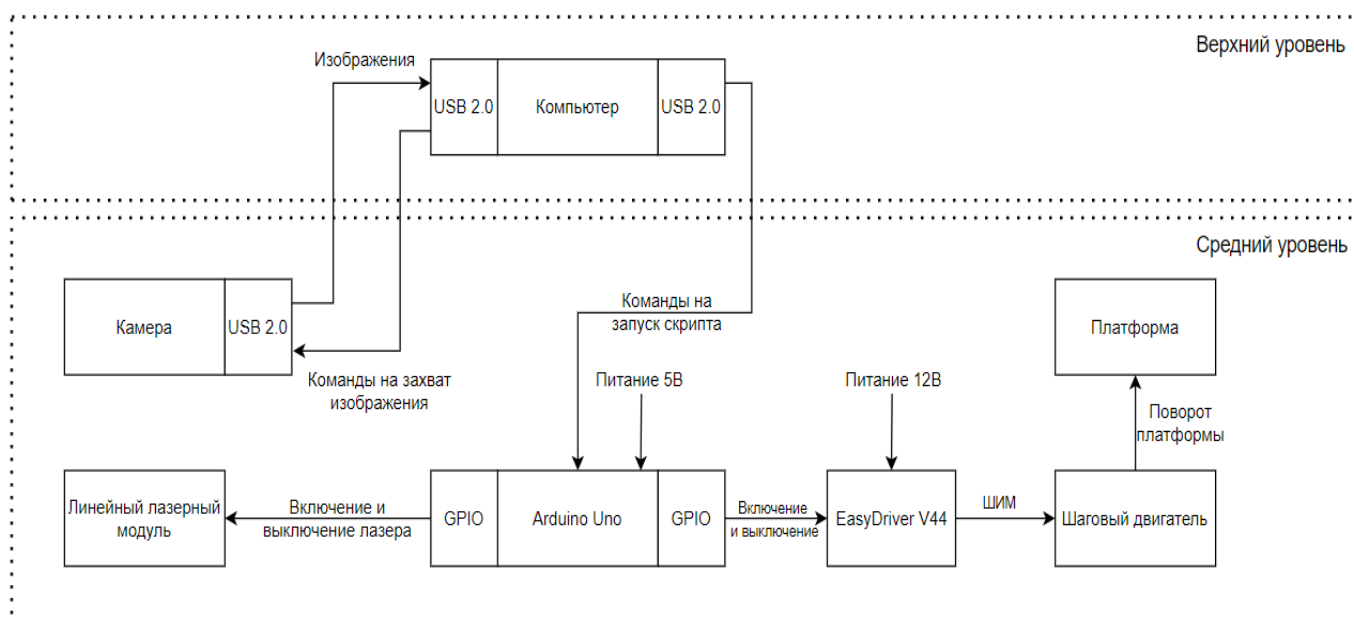 Верхний уровень
Изображения
USB 2.0
Компьютер
USB 2.0
Средний уровень
Камера
USB 2.0
Команды на
запуск скрипта
Платформа
Команды на захват
изображения
Питание 5В
Питание 12В
Поворот
платформы
Линейный лазерный
модуль
Включение и
выключение лазера
GPIO
Arduino Uno
GPIO
Включение
и выключение
EasyDriver V44
ШИМ
Шаговый двигатель